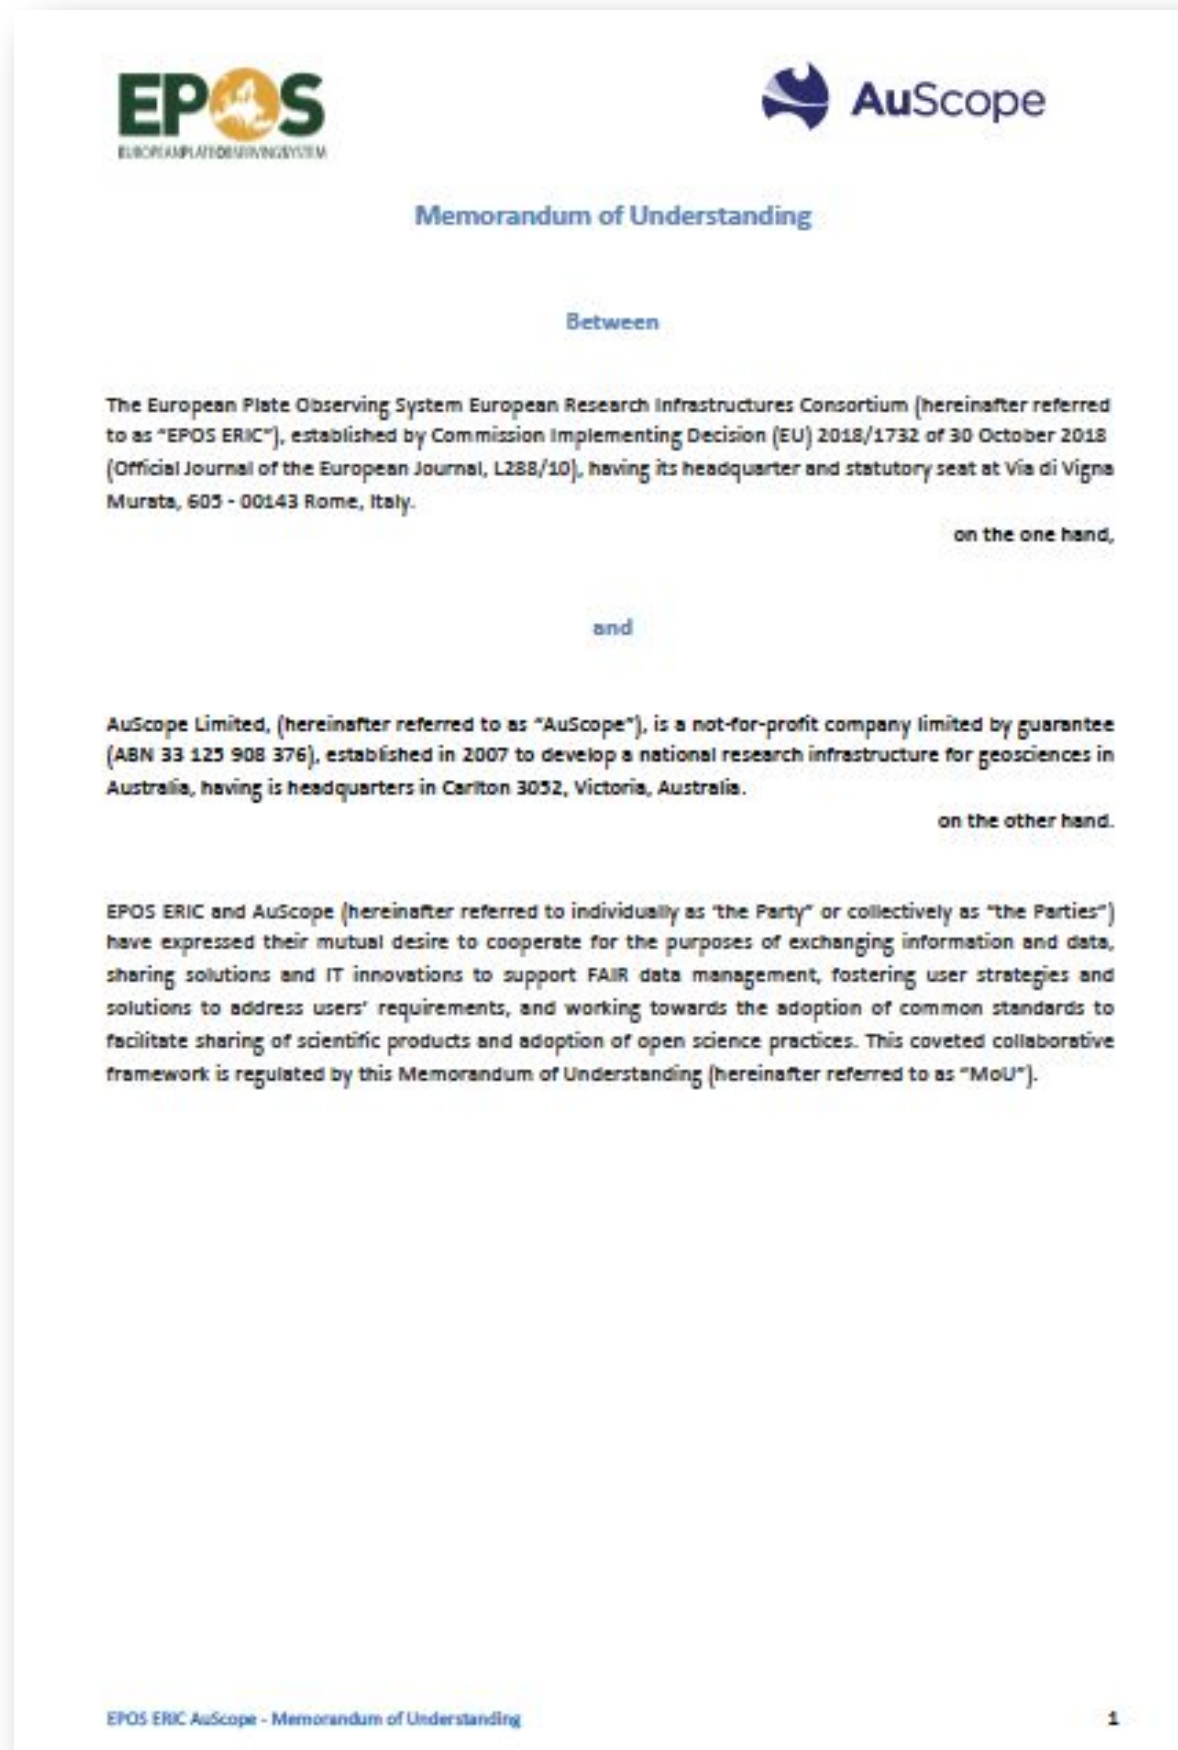 EPOS
EUROPEAN PLATE OBSERVING SYSTEM
AuScope
Memorandum of Understanding
Between
The European Plate Observing System European Research Infrastructures Consortium (hereinafter referred
to as "EPOS ERIC"), established by Commission Implementing Decision (EU) 2018/1732 of 30 October 2018
(Official Journal of the European Journal, L288/10), having its headquarter and statutory seat at Via di Vigna
Murata, 605 - 00143 Rome, Italy.
on the one hand,
and
AuScope Limited, (hereinafter referred to as "AuScope"), is a not-for-profit company limited by guarantee
(ABN 33 125 908 376), established in 2007 to develop a national research infrastructure for geosciences in
Australia, having is headquarters in Carlton 3052, Victoria, Australia.
on the other hand.
EPOS ERIC and AuScope (hereinafter referred to individually as "the Party" or collectively as "the Parties")
have expressed their mutual desire to cooperate for the purposes of exchanging information and data,
sharing solutions and IT innovations to support FAIR data management, fostering user strategies and
solutions to address users' requirements, and working towards the adoption of common standards to
facilitate sharing of scientific products and adoption of open science practices. This coveted collaborative
framework is regulated by this Memorandum of Understanding (hereinafter referred to as "MoU").
EPOS ERIC AuScope - Memorandum of Understanding
1